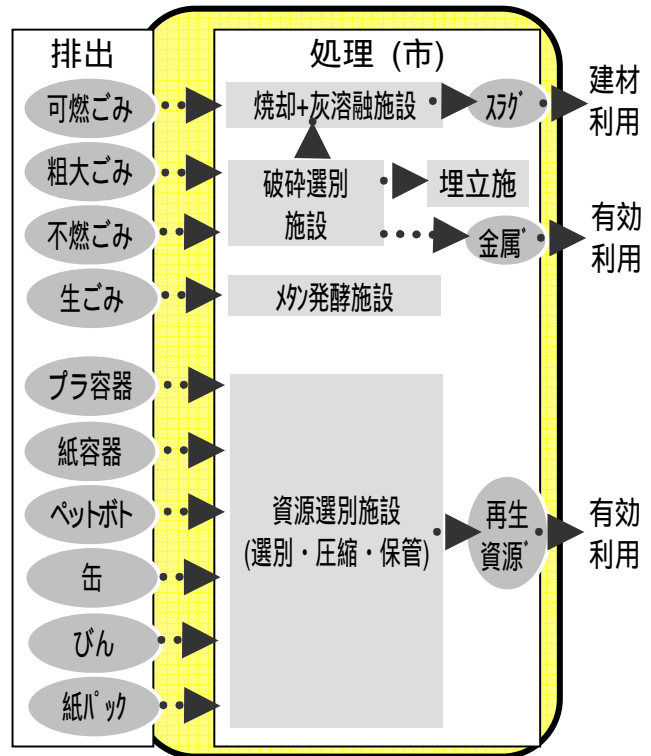 排出
処理 (市)
可燃ごみ
焼却+灰溶融施設
ｽﾗｸﾞ
建材
利用
粗大ごみ
破砕選別
施設
埋立施
不燃ごみ
金属ﾞ
有効
利用
生ごみ
ﾒﾀﾝ発酵施設
プラ容器
紙容器
ペットボト
缶
びん
紙ﾊﾟｯｸ
資源選別施設
(選別・圧縮・保管)
再生
資源ﾞ
有効
利用